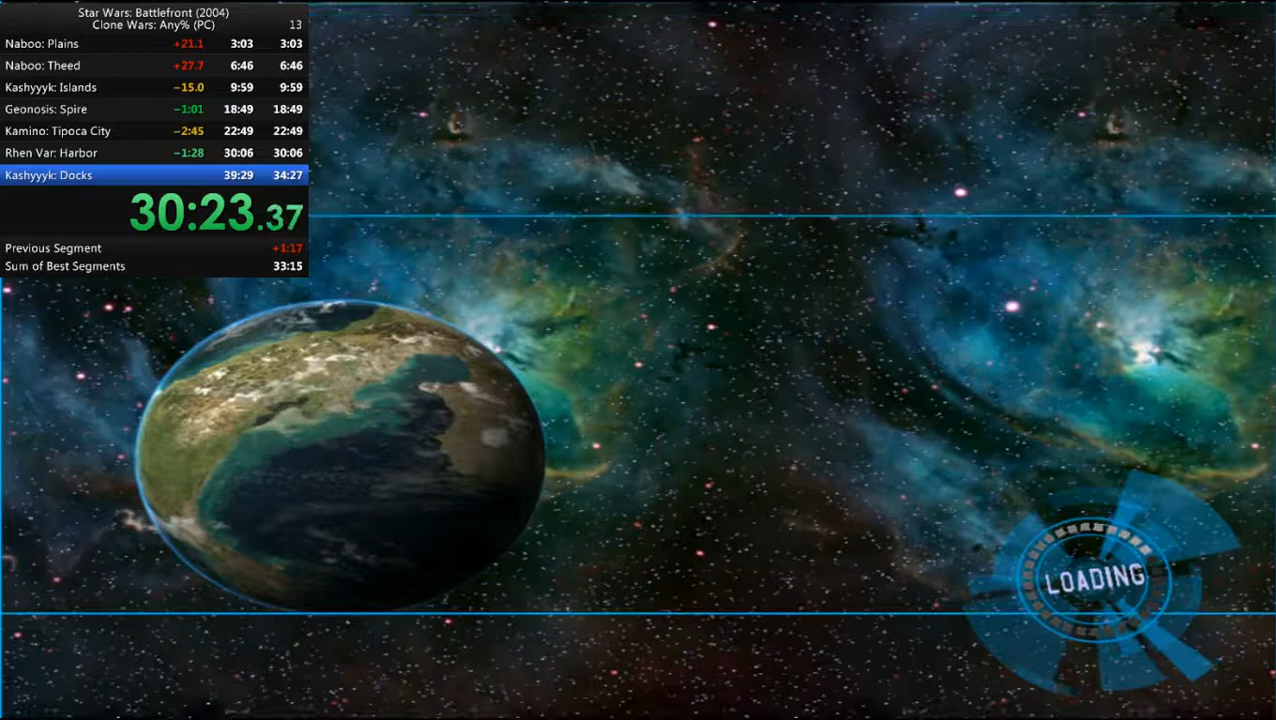 Star Wars: Battlefront (2004)
Clone Wars: Any% (PC) 13
Naboo: Plains +21.1 3:03 3:03
Naboo: Theed +27.7 6:46 6:46
Kashyyyk: Islands −15.0 9:59 9:59
Geonosis: Spire −1:01 18:49 18:49
Kamino: Tipoca City −2:45 22:49 22:49
Rhen Var: Harbor −1:28 30:06 30:06
Kashyyyk: Docks 39:29 34:27
30:23.37
Previous Segment +1:17
Sum of Best Segments 33:15
LOADING